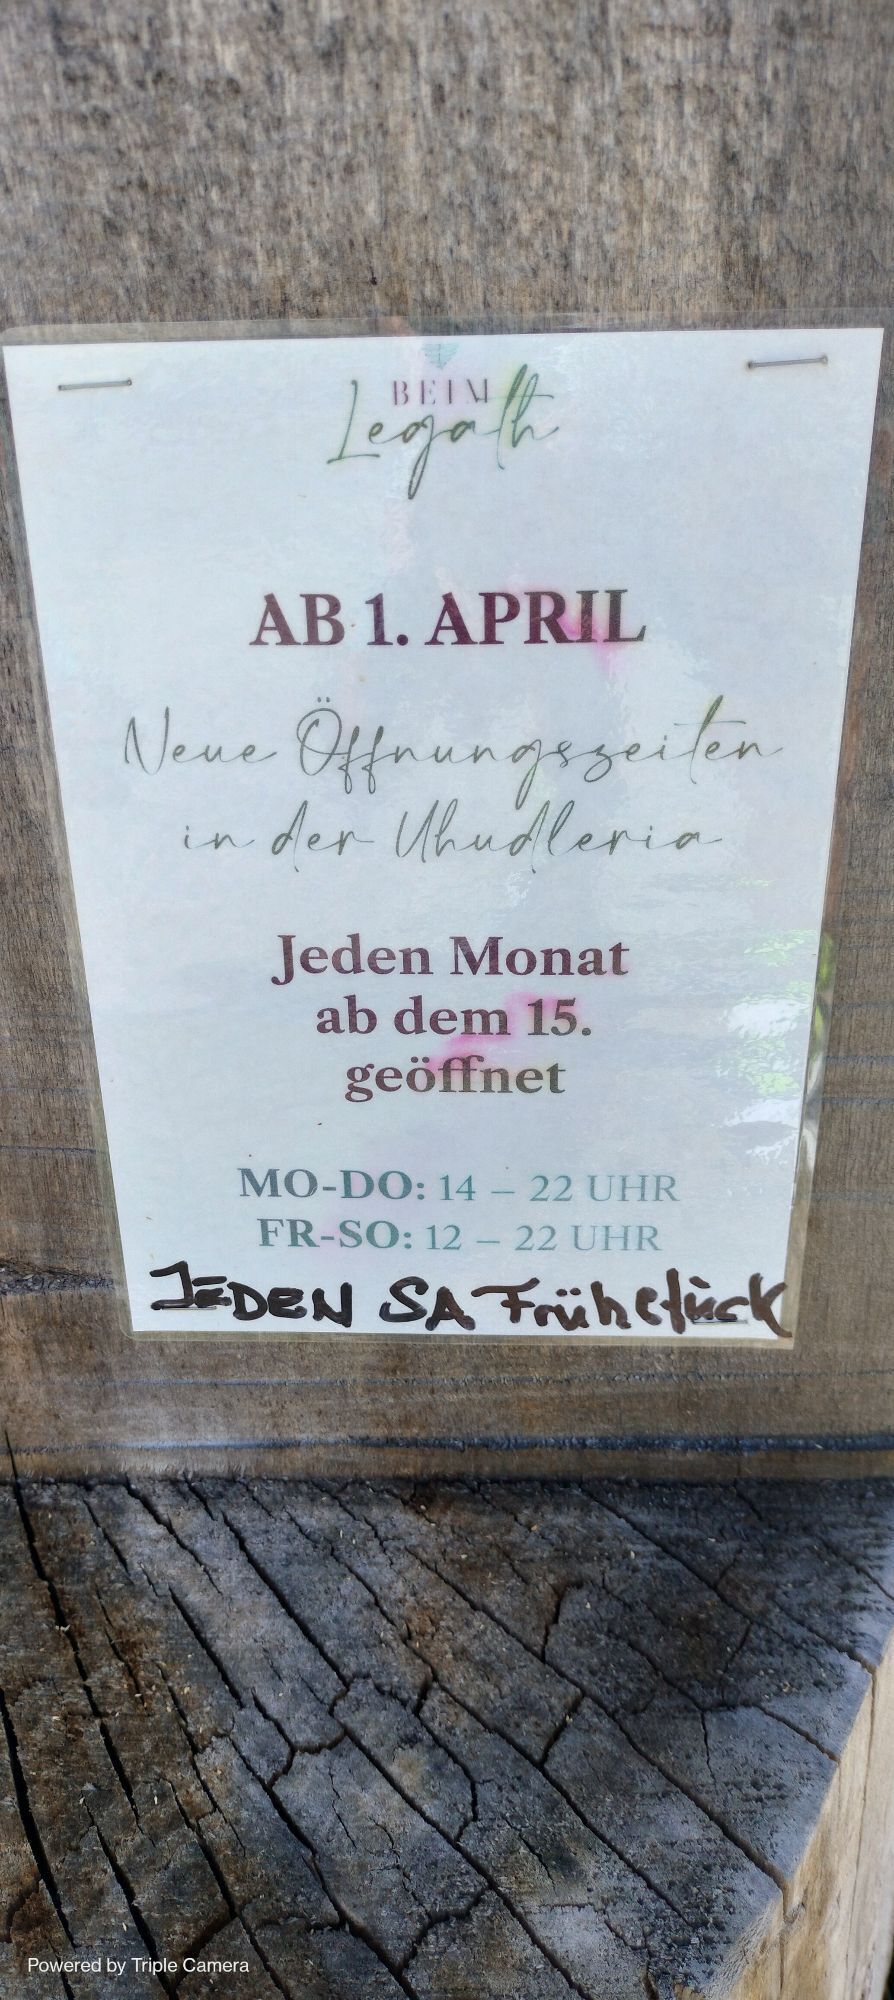 BEIM
Legath
AB 1. APRIL
Neue Öffnungszeiten
in der Uhudleria
Jeden Monat
ab dem 15.
geöffnet
MO-DO: 14 – 22 UHR
FR-SO: 12 – 22 UHR
JEDEN SA Frühstück
Powered by Triple Camera